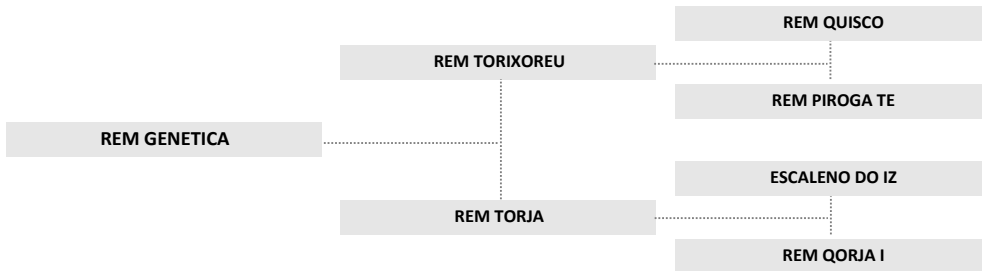 REM QUISCO
REM TORIXOREU
REM PIROGA TE
REM GENETICA
ESCALENO DO IZ
REM TORJA
REM QORJA I